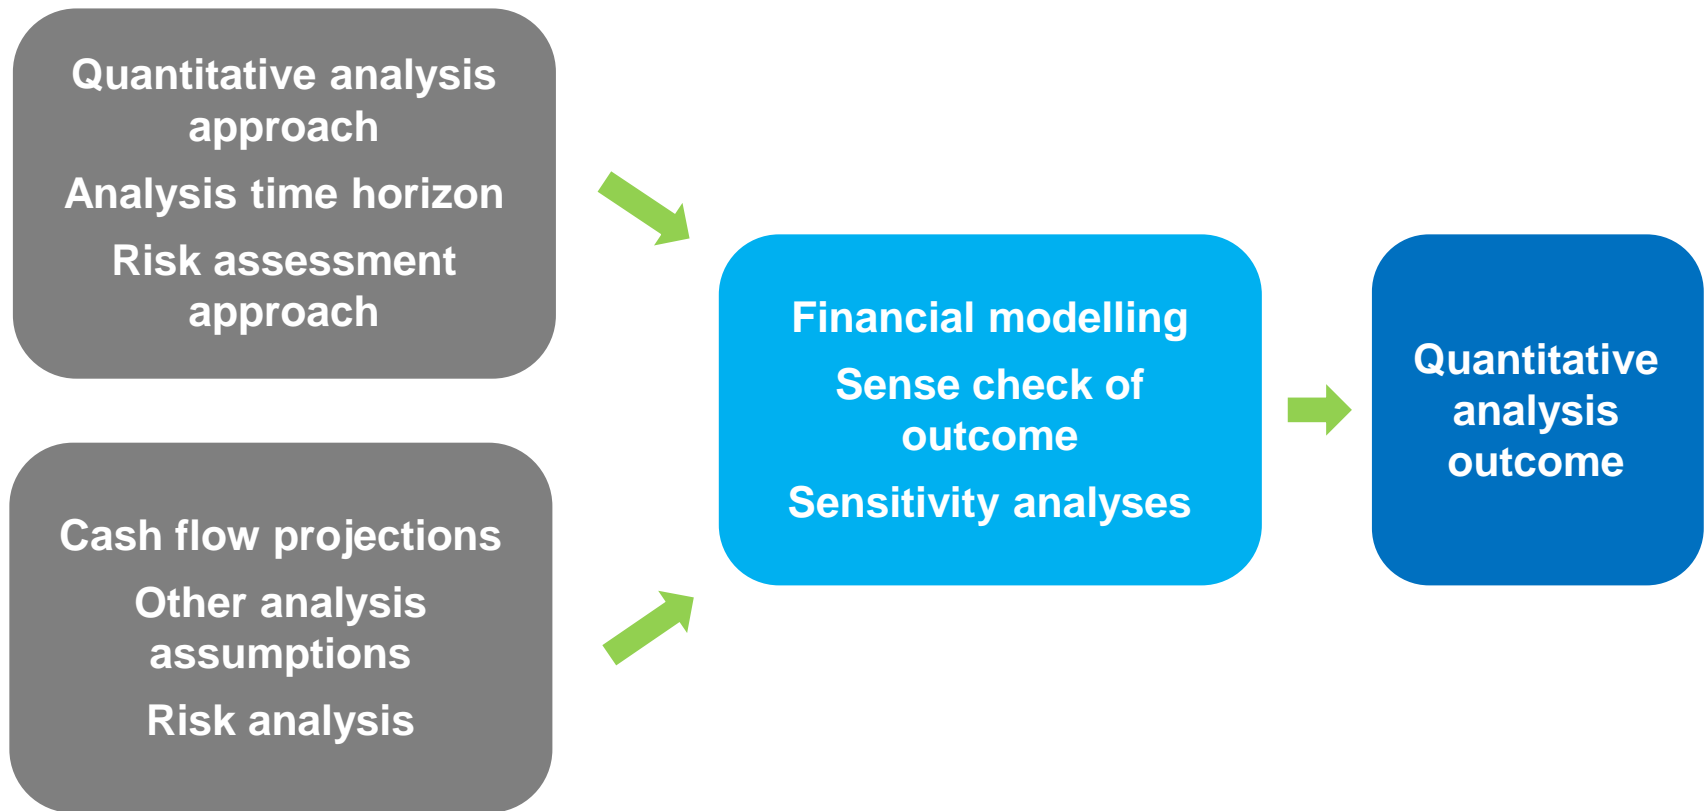 Quantitative analysis
approach
Analysis time horizon
Risk assessment
approach
Cash flow projections
Other analysis
assumptions
Risk analysis
Financial modelling
Sense check of
outcome
Sensitivity analyses
Quantitative
analysis
outcome